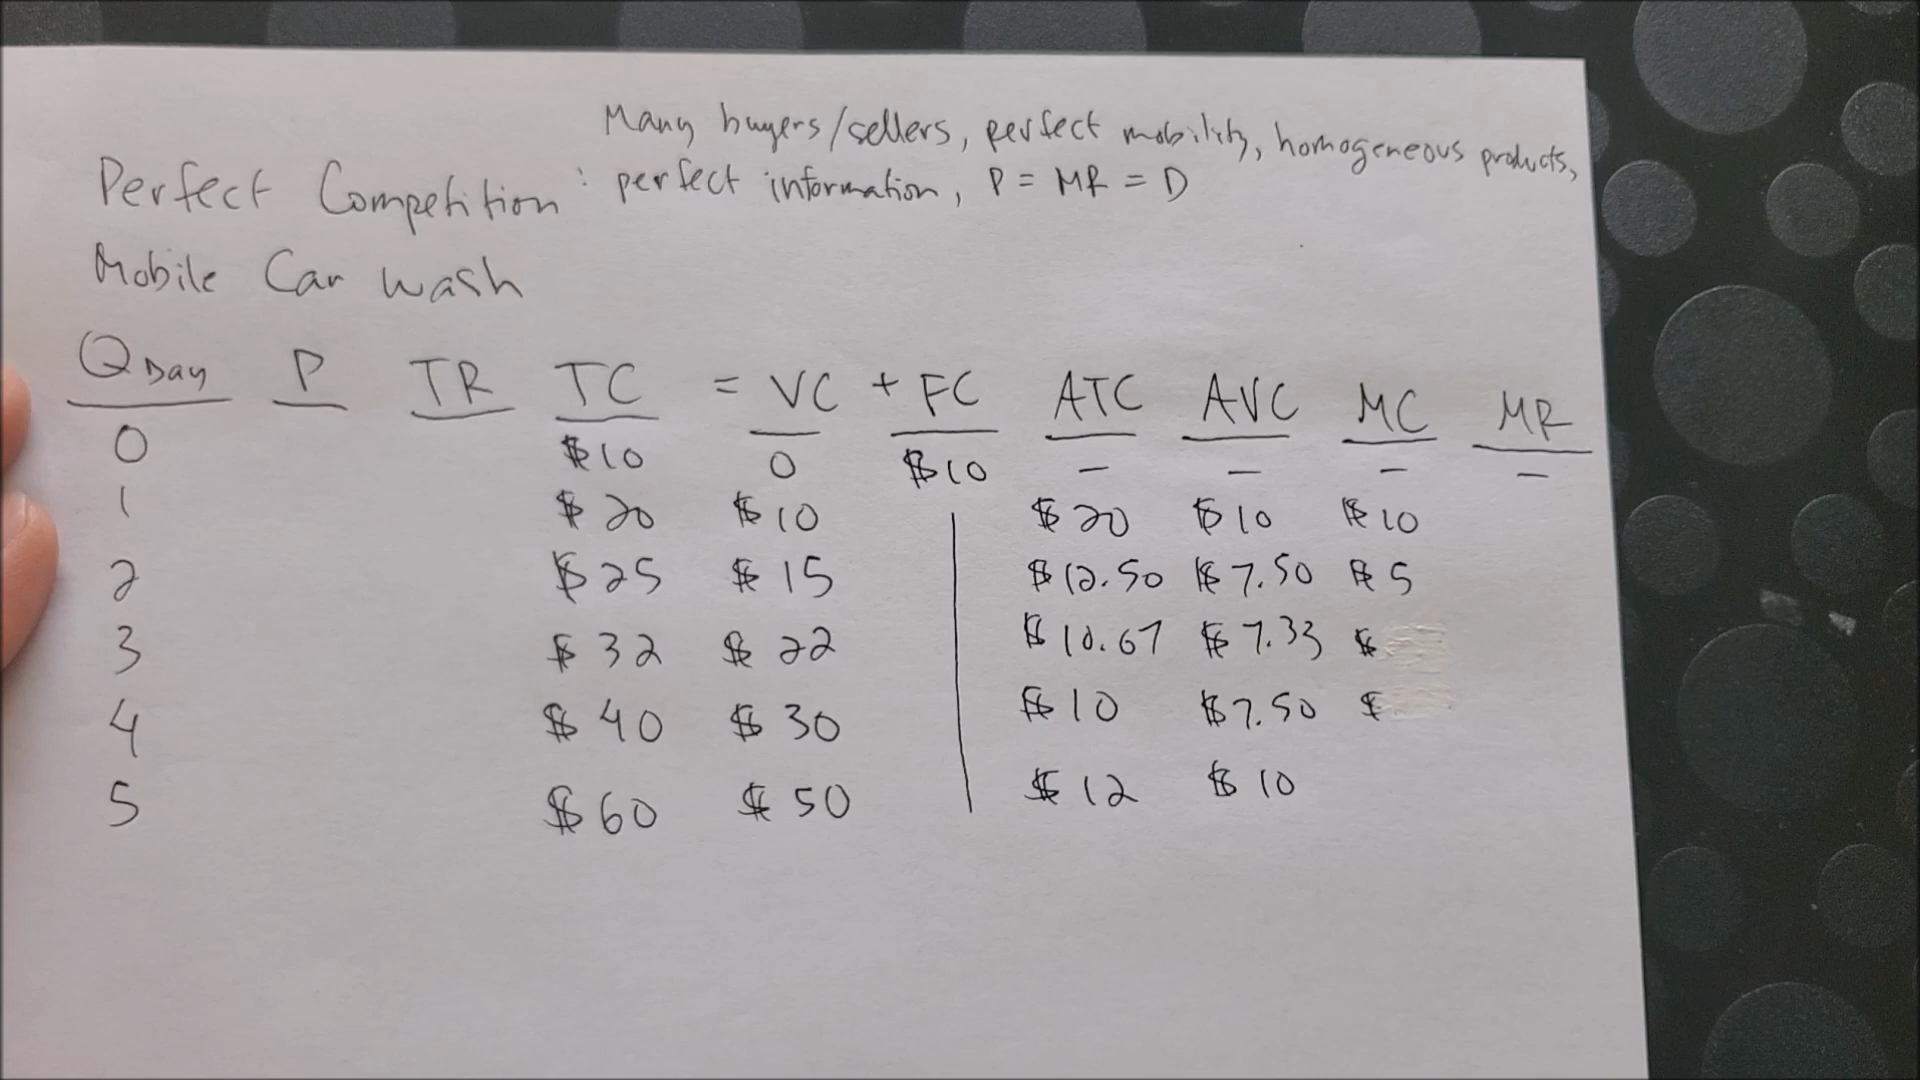 Many buyers/sellers, perfect mobility, homogeneous products,
Perfect Competition : perfect information, P = MR = D
Mobile Car wash
Q Day P TR TC = VC + FC ATC AVC MC MR
0 $10 0 $10 - - - -
1 $20 $10 $20 $10 $10
2 $25 $15 $12.50 $7.50 $5
3 $32 $22 $10.67 $7.33 $
4 $40 $30 $10 $7.50 $
5 $60 $50 $12 $10